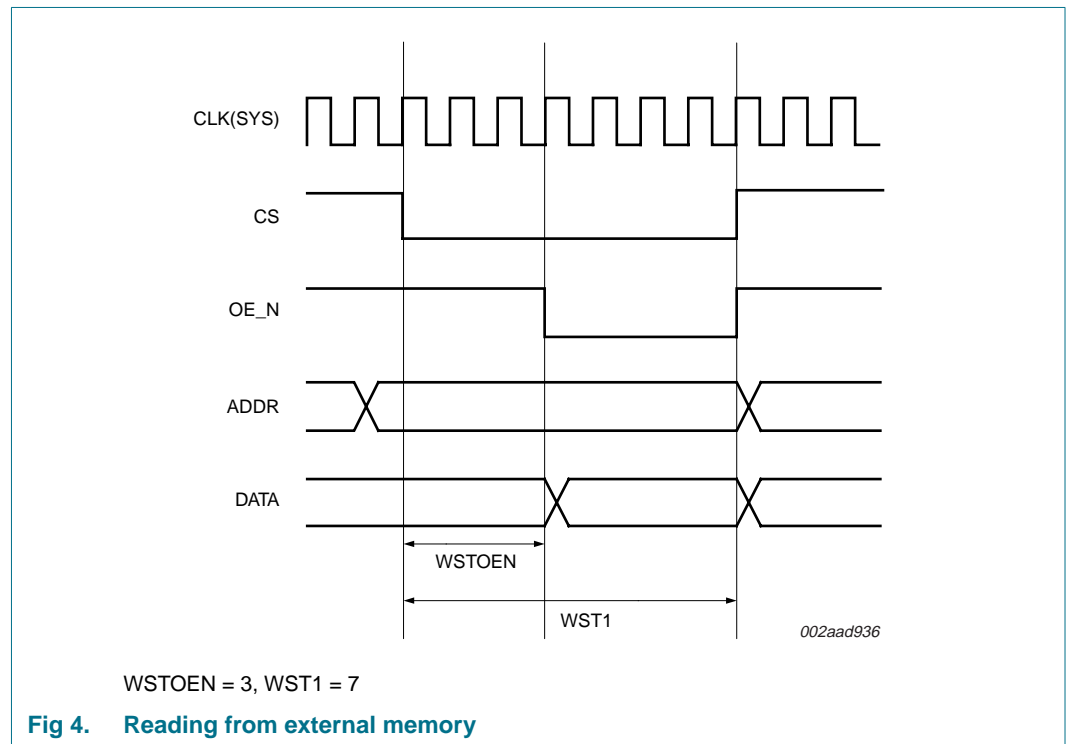 CLK(SYS)
CS
OE_N
ADDR
DATA
WSTOEN
WST1
002aad936
WSTOEN = 3, WST1 = 7
Fig 4. Reading from external memory